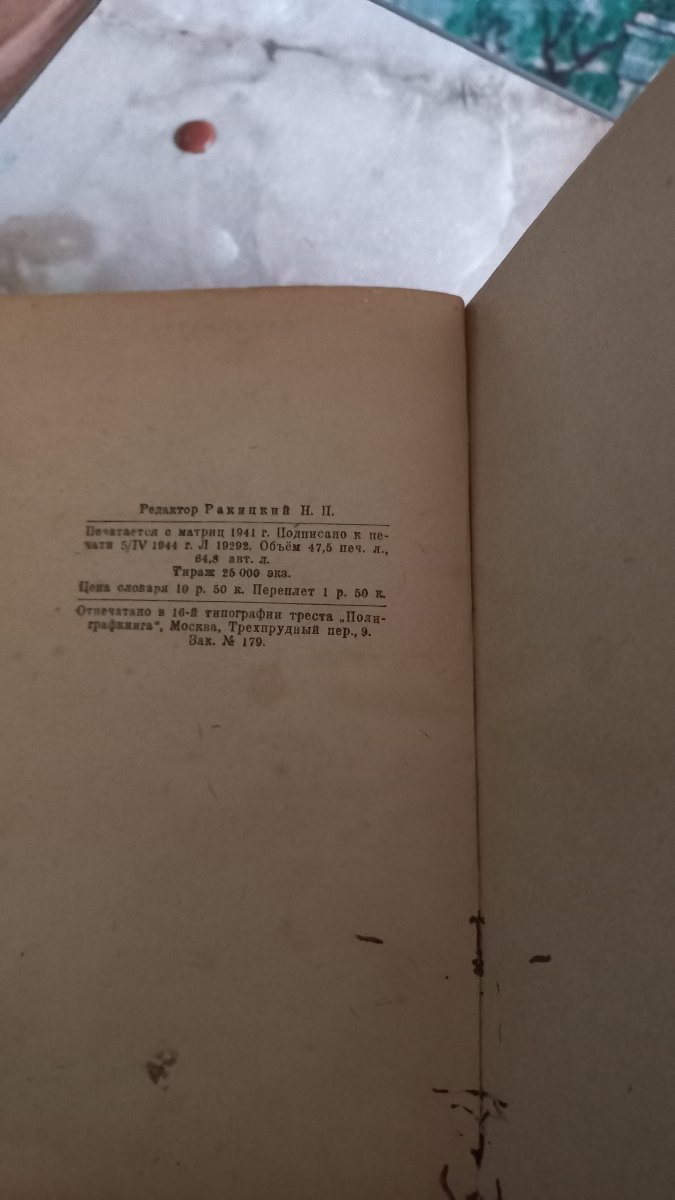 Редактор Ракицкий Н. П.
Печатается с матриц 1941 г. Подписано к пе-
чати 5/IV 1944 г. Л 19292. Объём 47,5 печ. л.,
64,8 авт. л.
Тираж 25 000 экз.
Цена словаря 10 р. 50 к. Переплет 1 р. 50 к.
Отпечатано в 16-й типографии треста „Поли-
графкнига“, Москва, Трехпрудный пер., 9.
Зак. № 179.